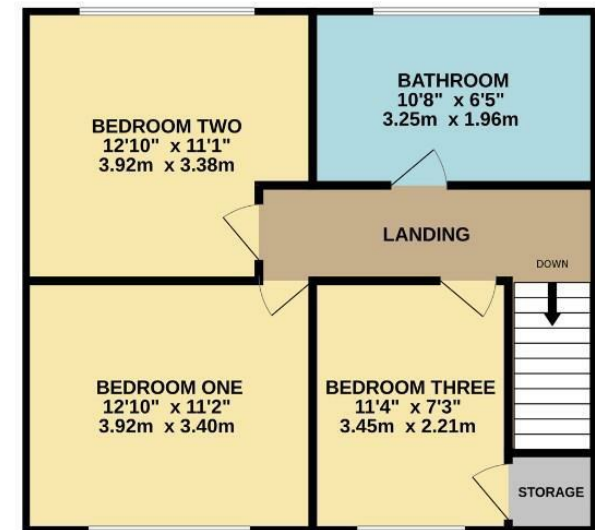 BATHROOM
10'8" x 6'5"
3.25m x 1.96m
BEDROOM TWO
12'10" x 11'1"
3.92m x 3.38m
LANDING
DOWN
BEDROOM ONE
12'10" x 11'2"
3.92m x 3.40m
BEDROOM THREE
11'4" x 7'3"
3.45m x 2.21m
STORAGE